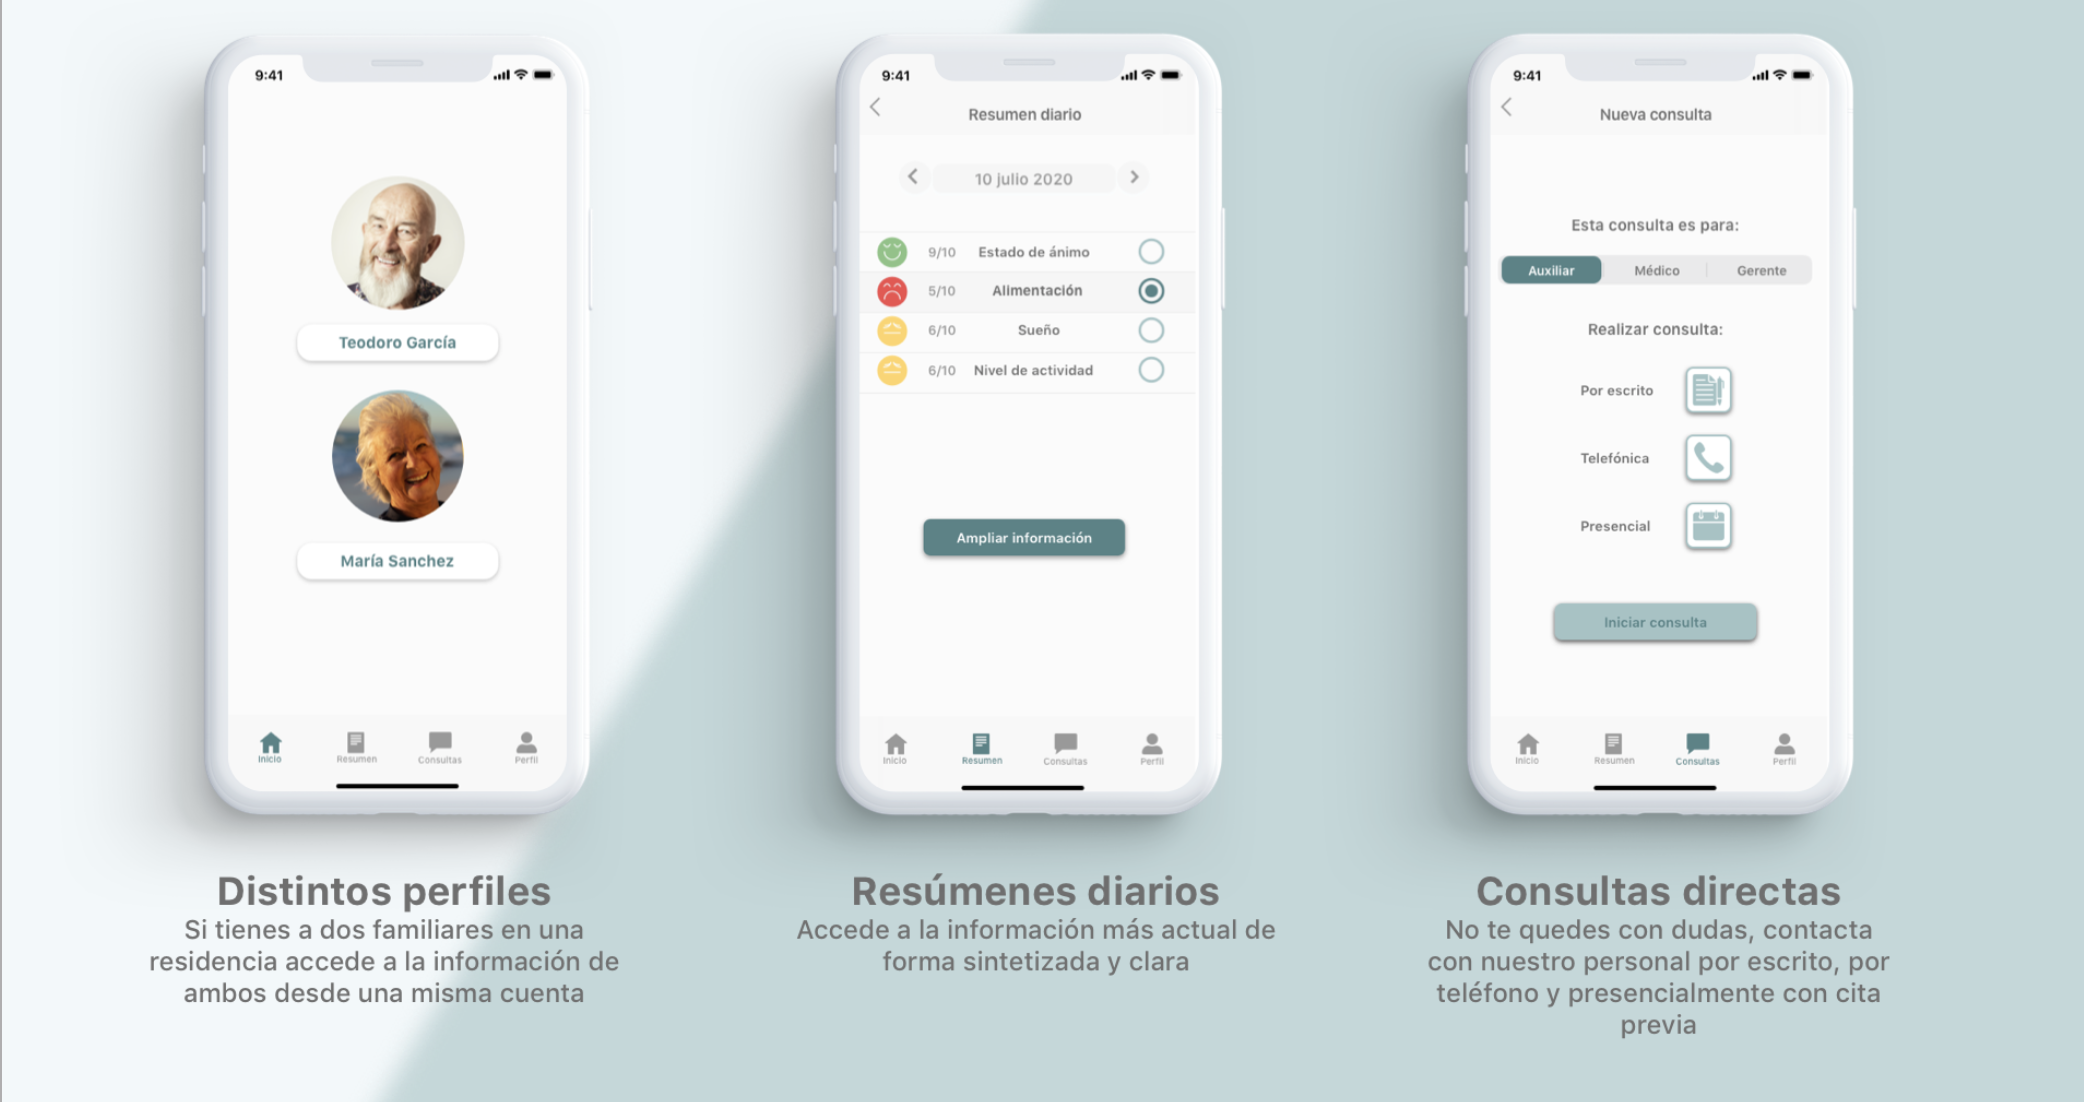 9:41
Teodoro García
María Sanchez
Inicio
Resumen
Consultas
Perfil
Distintos perfiles
Si tienes a dos familiares en una
residencia accede a la información de
ambos desde una misma cuenta
9:41
Resumen diario
10 julio 2020
9/10 Estado de ánimo
5/10 Alimentación
6/10 Sueño
6/10 Nivel de actividad
Ampliar información
Inicio
Resumen
Consultas
Perfil
Resúmenes diarios
Accede a la información más actual de
forma sintetizada y clara
9:41
Nueva consulta
Esta consulta es para:
Auxiliar
Médico
Gerente
Realizar consulta:
Por escrito
Telefónica
Presencial
Iniciar consulta
Inicio
Resumen
Consultas
Perfil
Consultas directas
No te quedes con dudas, contacta
con nuestro personal por escrito, por
teléfono y presencialmente con cita
previa